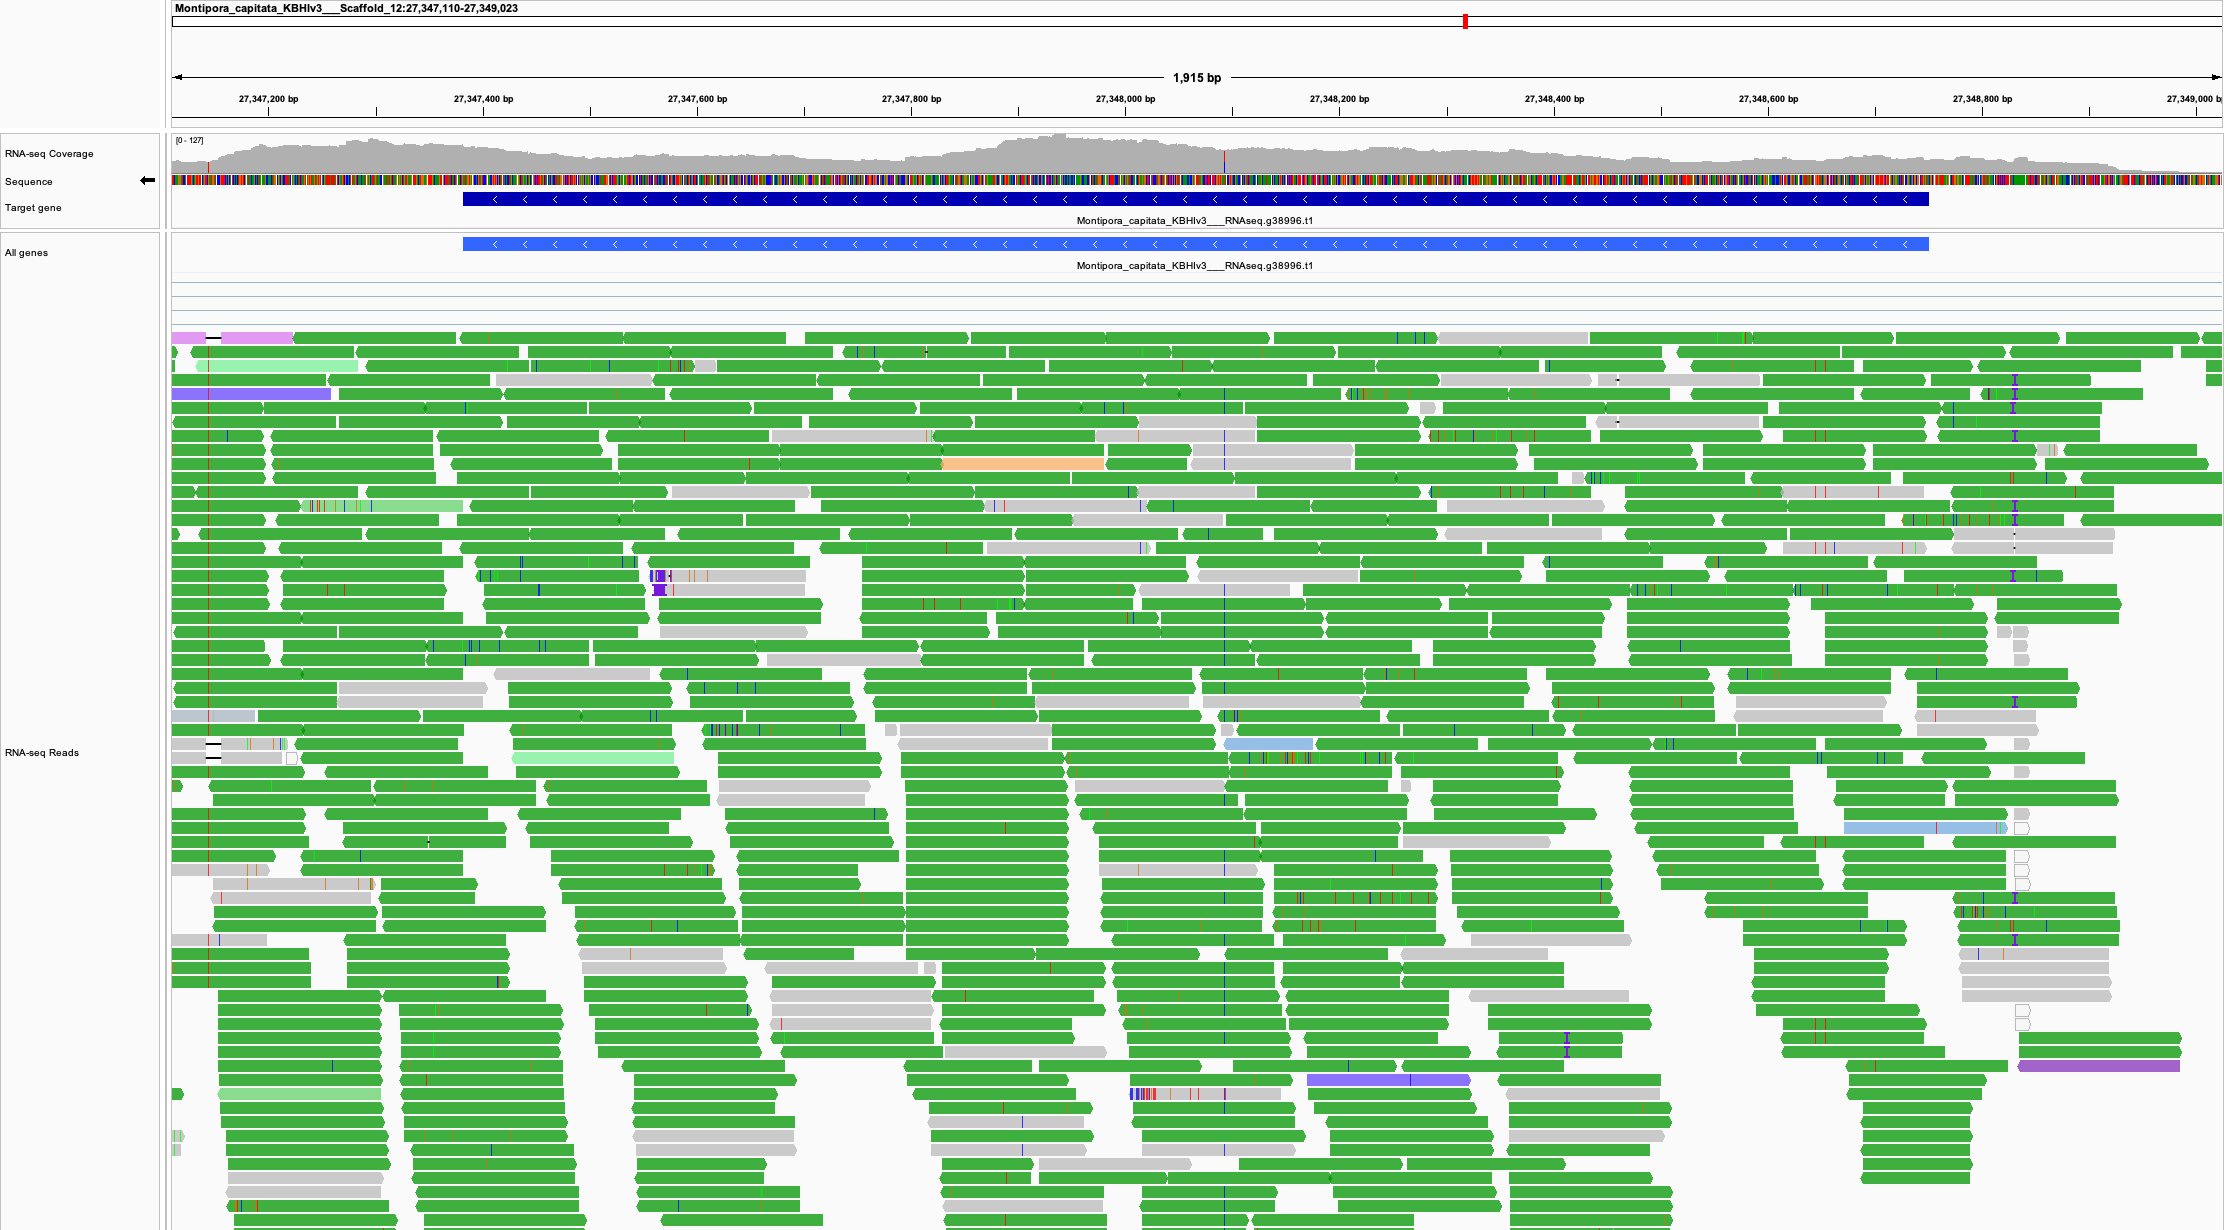 Montipora_capitata_KBHIv3___Scaffold_12:27,347,110-27,349,023
1,915 bp
27,347,200 bp 27,347,400 bp 27,347,600 bp 27,347,800 bp 27,348,000 bp 27,348,200 bp 27,348,400 bp 27,348,600 bp 27,348,800 bp 27,349,000 b
[0 - 127]
RNA-seq Coverage
Sequence
Target gene
Montipora_capitata_KBHIv3___RNAseq.g38996.t1
All genes
Montipora_capitata_KBHIv3___RNAseq.g38996.t1
RNA-seq Reads